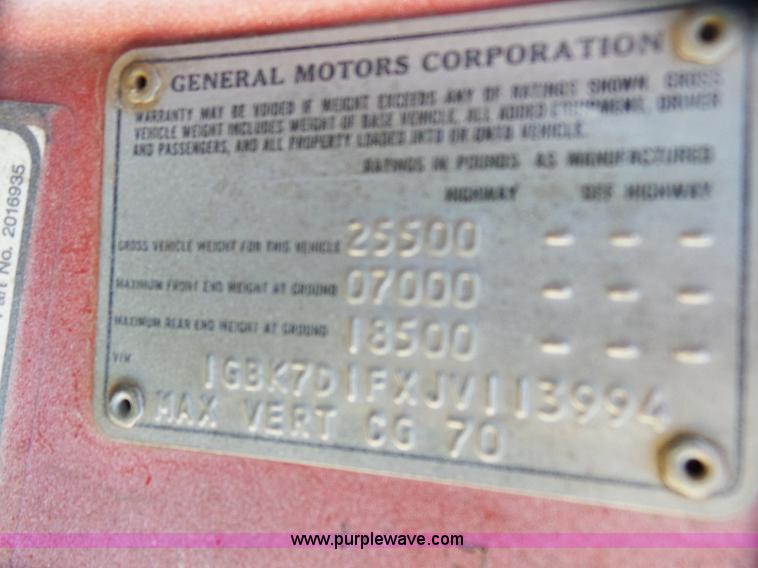 GENERAL MOTORS CORPORATION
WARRANTY MAY BE VOIDED IF WEIGHT EXCEEDS ANY OF RATINGS SHOWN. GROSS
VEHICLE WEIGHT INCLUDES WEIGHT OF BASE VEHICLE, ALL ADDED EQUIPMENT, DRIVER
AND PASSENGERS, AND ALL PROPERTY LOADED INTO OR ONTO VEHICLE.
RATINGS IN POUNDS AS MANUFACTURED
HIGHWAY OFF HIGHWAY
GROSS VEHICLE WEIGHT FOR THIS VEHICLE 25500 - - -
MAXIMUM FRONT END WEIGHT AT GROUND 07000 - - -
MAXIMUM REAR END WEIGHT AT GROUND 18500 - - -
VIN 1GBK7D1FXJV113994
MAX VERT CG 70
Part No. 2016935
www.purplewave.com